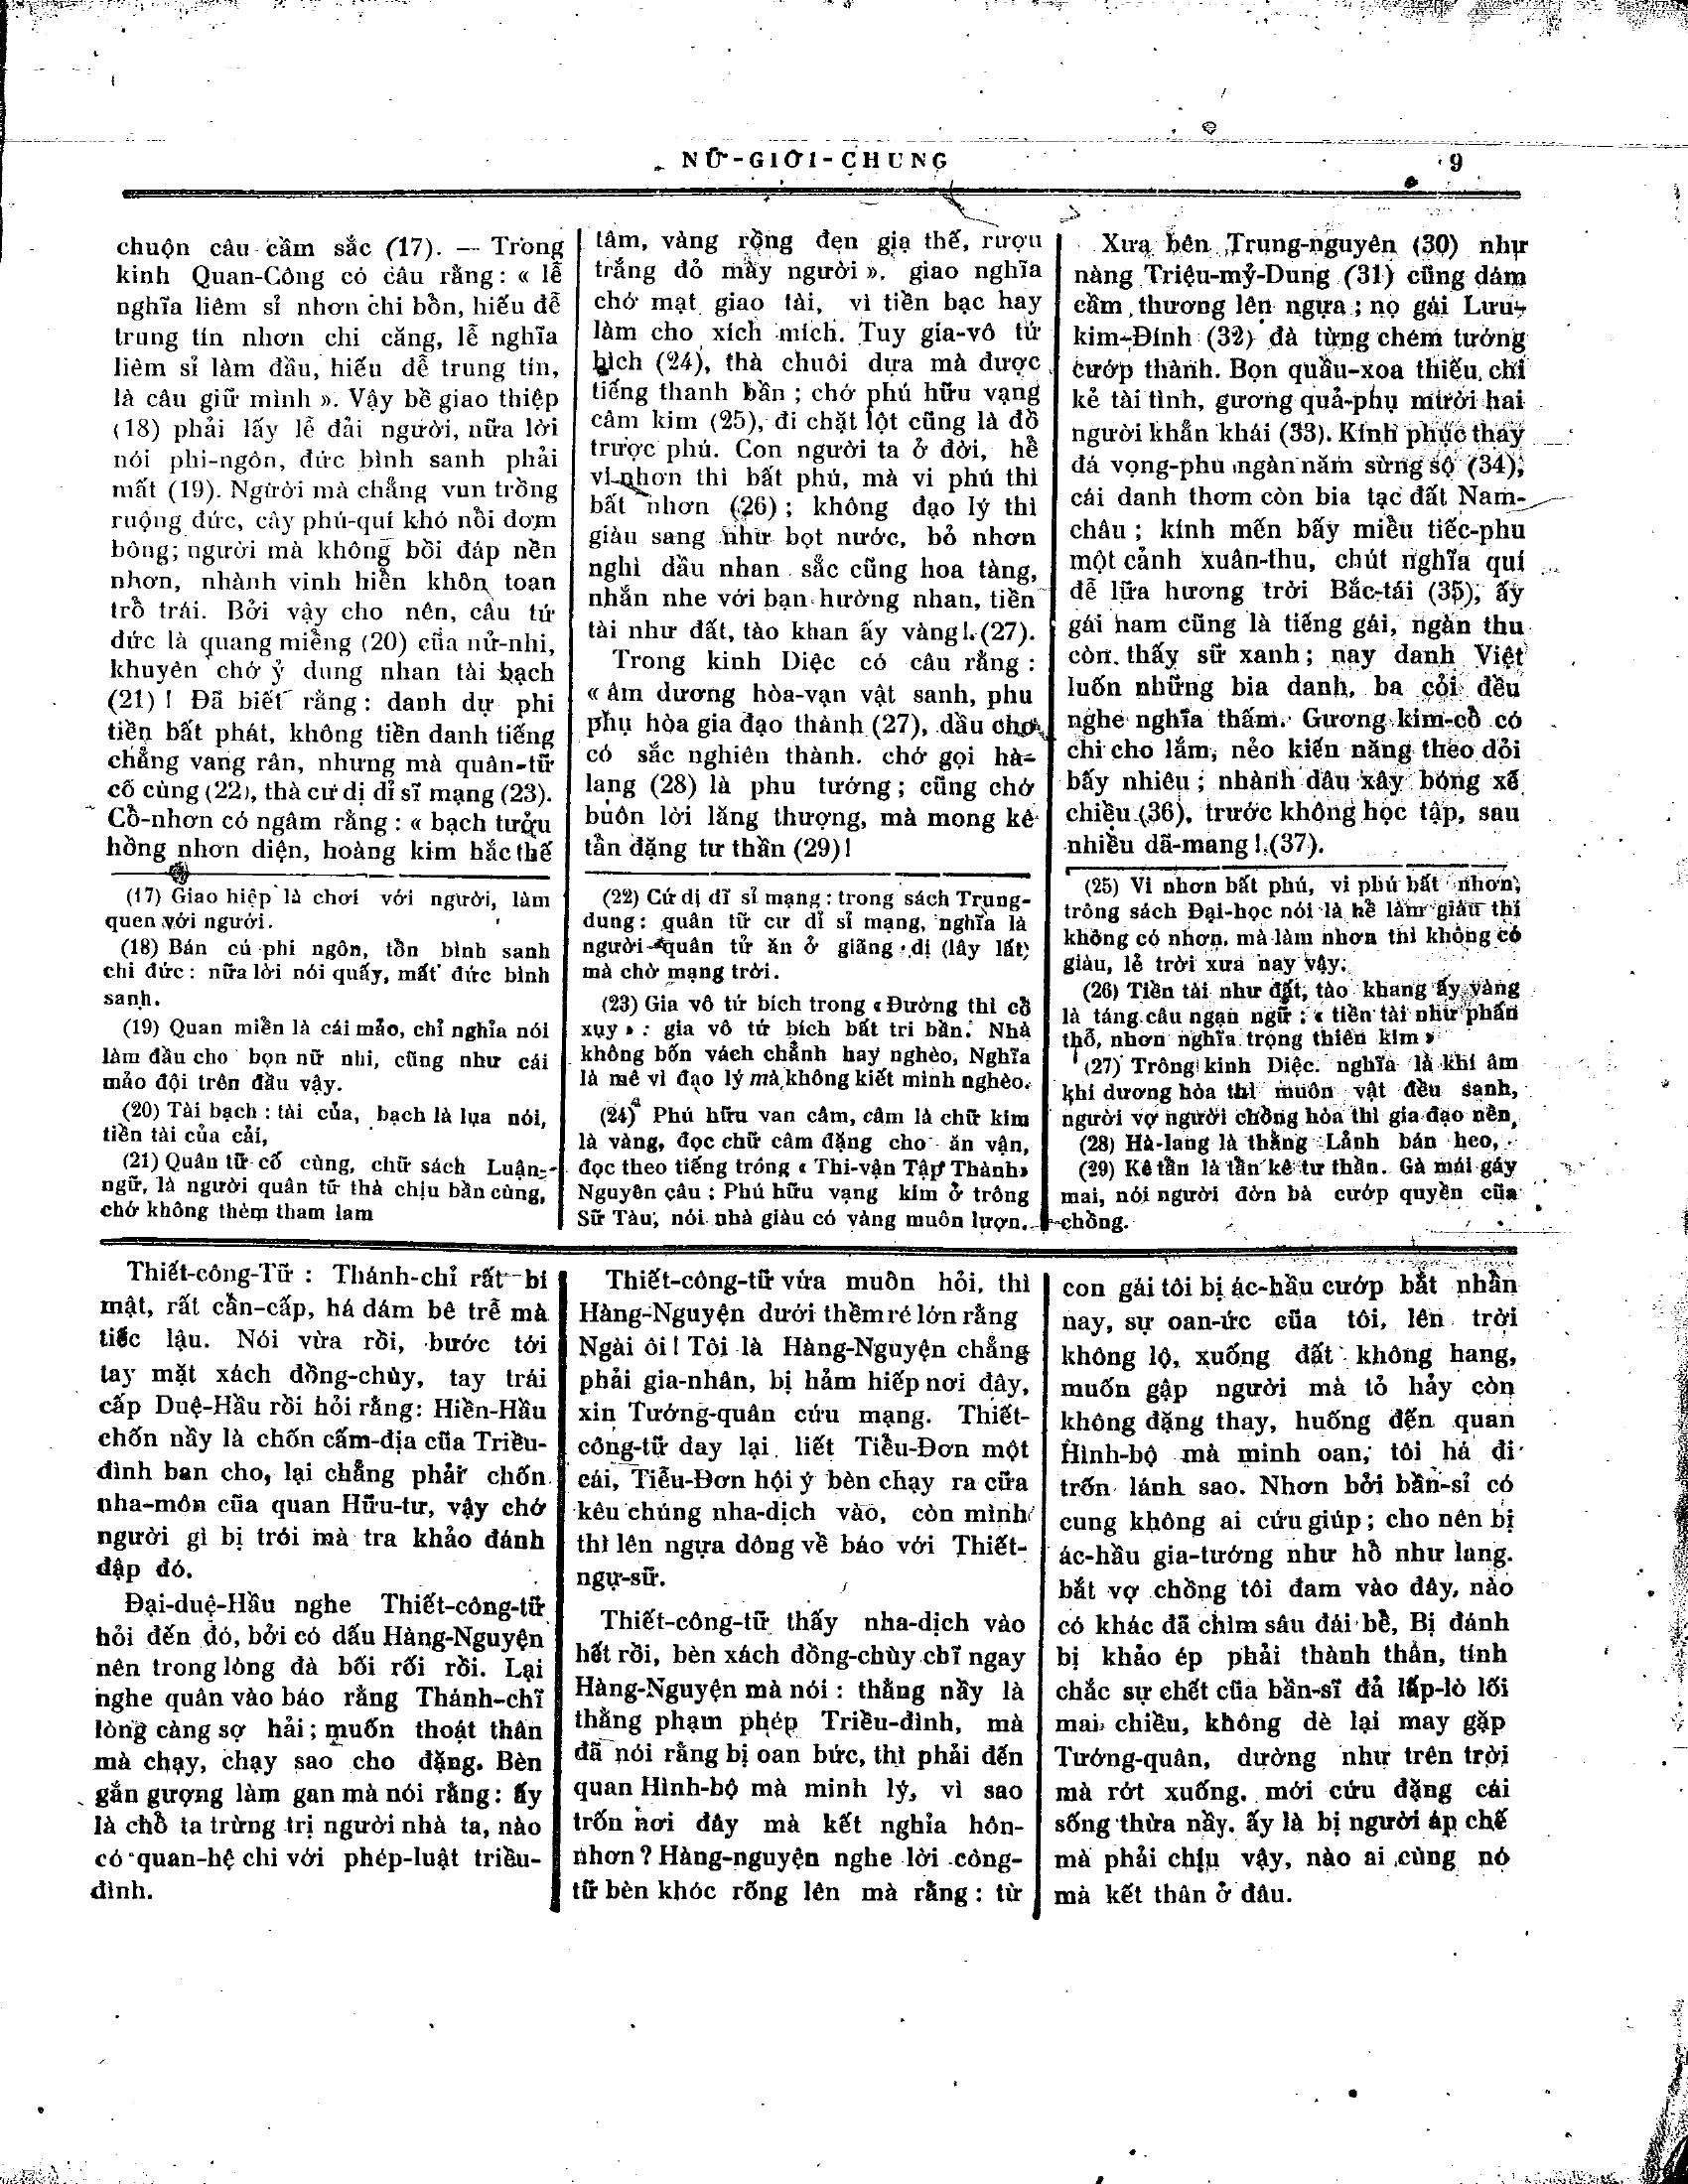 NỮ-GIỚI-CHUNG
9
chuộn câu cầm sắc (17). — Trong
kinh Quan-Công có câu rằng : « lễ
nghĩa liêm sỉ nhơn chi bổn, hiếu đễ
trung tín nhơn chi căng, lễ nghĩa
liêm sỉ làm đầu, hiếu dễ trung tín,
là câu giữ mình ». Vậy bề giao thiệp
(18) phải lấy lễ đải người, nữa lời
nói phi-ngôn, đức bình sanh phải
mất (19). Người mà chẳng vun trồng
ruộng đức, cây phú-quí khó nỗi đơm
bông; người mà không bồi đáp nền
nhơn, nhành vinh hiển khôn toan
trổ trái. Bởi vậy cho nên, câu tứ
đức là quang miềng (20) của nữ-nhi,
khuyên chớ ỷ dung nhan tài bạch
(21) ! Đã biết rằng : danh dự phi
tiền bất phát, không tiền danh tiếng
chẳng vang rân, nhưng mà quân-tữ
cố cùng (22), thà cư dị dỉ sĩ mạng (23).
Cổ-nhơn có ngâm rằng : « bạch tưởu
hồng nhơn diện, hoàng kim hắc thế
tâm, vàng rồng đẹn giạ thế, rượu
trắng đỏ mầy người ». giao nghĩa
chớ mạt giao tài, vì tiền bạc hay
làm cho xích mích. Tuy gia-vô tứ
bịch (24), thà chuôi dựa mà được
tiếng thanh bần ; chớ phú hữu vạng
câm kim (25), đi chặt lột cũng là đồ
trược phú. Con người ta ở đời, hễ
vi-nhơn thì bất phú, mà vi phú thì
bất nhơn (26) ; không đạo lý thì
giàu sang như bọt nước, bỏ nhơn
nghì dầu nhan sắc cũng hoa tàng,
nhắn nhe với bạn hường nhan, tiền
tài như đất, tào khan ấy vàng !. (27).
Trong kinh Diệc có câu rằng :
« âm dương hòa-vạn vật sanh, phu
phụ hòa gia đạo thành (27), dầu cho
có sắc nghiên thành. chớ gọi hà-
lang (28) là phu tướng ; cũng chớ
buôn lời lăng thượng, mà mong kê
tẫn đặng tư thần (29) !
Xưa bên Trung-nguyên (30) như
nàng Triệu-mỹ-Dung (31) cũng dám
cầm thương lên ngựa ; nọ gái Lưu-
kim-Đính (32) đà từng chém tướng
cướp thành. Bọn quần-xoa thiếu chi
kẻ tài tình, gương quả-phụ mười hai
người khẳn khái (33). Kính phục thay
đá vọng-phu ngàn năm sừng sộ (34),
cái danh thơm còn bia tạc đất Nam-
châu ; kính mến bấy miễu tiếc-phu
một cảnh xuân-thu, chút nghĩa quí
đễ lữa hương trời Bắc-tái (35), ấy
gái nam cũng là tiếng gái, ngàn thu
còn thấy sữ xanh ; nay danh Việt
luốn những bia danh, ba cỏi đều
nghe nghĩa thấm. Gương kim-cổ có
chi cho lắm, nẻo kiến năng theo dỏi
bấy nhiêu ; nhành dâu xây bóng xế
chiều (36), trước không học tập, sau
nhiều dã-mang !. (37).
(17) Giao hiệp là chơi với người, làm
quen với người.
(18) Bán cú phi ngôn, tồn bình sanh
chi đức : nữa lời nói quấy, mất đức bình
sanh.
(19) Quan miền là cái mảo, chỉ nghỉa nói
làm đầu cho bọn nữ nhi, cũng như cái
mảo đội trên đầu vậy.
(20) Tài bạch : tài của, bạch là lụa nói,
tiền tài của cải,
(21) Quân tữ cố cùng, chữ sách Luận-
ngữ, là người quân tữ thà chịu bần cùng,
chớ không thèm tham lam
(22) Cứ dị dĩ sỉ mạng : trong sách Trung-
dung : quân tữ cư dỉ sỉ mạng, nghĩa là
người quân tử ăn ở giãng dị (lây lất)
mà chờ mạng trời.
(23) Gia vô tứ bích trong « Đường thi cổ
xụy » : gia vô tứ bích bất tri bần. Nhà
không bốn vách chẳnh hay nghèo, Nghĩa
là mê vì đạo lý mà không kiết mình nghèo.
(24) Phú hữu van câm, câm là chữ kim
là vàng, đọc chữ câm đặng cho ăn vận,
đọc theo tiếng tróng « Thi-vận Tập Thành»
Nguyên câu : Phú hữu vạng kim ở trông
Sữ Tàu, nói nhà giàu có vàng muôn lượn.
(25) Vi nhơn bất phú, vi phú bất nhơn,
trông sách Đại-học nói là hễ làm giàu thì
không có nhơn, mà làm nhơn thì không có
giàu, lẻ trời xưa nay vậy.
(26) Tiền tài như đất, tào khang ấy vàng
là táng câu ngạn ngữ : « tiền tài như phấn
thổ, nhơn nghĩa trọng thiên kim »
(27) Trông kinh Diệc. nghĩa là khí âm
khí dương hòa thì muôn vật đều sanh,
người vợ người chồng hòa thì gia đạo nên,
(28) Hà-lang là thằng Lảnh bán heo,
(29) Kê tẫn là tẫn kê tư thần. Gà mái gáy
mai, nói người đờn bà cướp quyền cũa
chồng.
Thiết-công-Tữ : Thánh-chỉ rất bí
mật, rất cần-cấp, há dám bê trễ mà
tiếc lậu. Nói vừa rồi, bước tới
tay mặt xách đồng-chùy, tay trái
cấp Duệ-Hầu rồi hỏi rằng: Hiền-Hầu
chốn nầy là chốn cấm-địa cũa Triều-
đình ban cho, lại chẳng phải chốn
nha-môn cũa quan Hữu-tư, vậy chớ
người gì bị trói mà tra khảo đánh
đập đó.
Đại-duệ-Hầu nghe Thiết-công-tữ
hỏi đến đó, bởi có dấu Hàng-Nguyện
nên trong lòng đà bối rối rồi. Lại
nghe quân vào báo rằng Thánh-chĩ
lòng càng sợ hải ; muốn thoát thân
mà chạy, chạy sao cho đặng. Bèn
gắn gượng làm gan mà nói rằng : ấy
là chổ ta trừng trị người nhà ta, nào
có quan-hệ chi với phép-luật triều-
đình.
Thiết-công-tữ vừa muôn hỏi, thì
Hàng-Nguyện dưới thềm ré lớn rằng
Ngài ôi ! Tôi là Hàng-Nguyện chẳng
phải gia-nhân, bị hảm hiếp nơi đây,
xin Tướng-quân cứu mạng. Thiết-
công-tữ day lại liết Tiểu-Đơn một
cái, Tiễu-Đơn hội ý bèn chạy ra cữa
kêu chúng nha-dịch vào, còn mình
thì lên ngựa dông về báo với Thiết-
ngự-sữ.
Thiết-công-tữ thấy nha-dịch vào
hết rồi, bèn xách đồng-chùy chĩ ngay
Hàng-Nguyện mà nói : thằng nầy là
thằng phạm phép Triều-đình, mà
đã nói rằng bị oan bức, thì phải đến
quan Hình-bộ mà minh lý, vì sao
trốn nơi đây mà kết nghỉa hôn-
nhơn ? Hàng-nguyện nghe lời công-
tữ bèn khóc rống lên mà rằng : từ
con gái tôi bị ác-hầu cướp bắt nhẫn
nay, sự oan-ức cũa tôi, lên trời
không lộ, xuống đất không hang,
muốn gặp người mà tỏ hảy còn
không đặng thay, huống đến quan
Hình-bộ mà minh oan, tôi há đi
trốn lánh sao. Nhơn bởi bần-sỉ có
cung không ai cứu giúp ; cho nên bị
ác-hầu gia-tướng như hổ như lang.
bắt vợ chồng tôi đam vào đây, nào
có khác đã chìm sâu đái bễ, Bị đánh
bị khảo ép phải thành thân, tính
chắc sự chết cũa bần-sĩ đả lấp-lò lối
mai chiều, không dè lại may gặp
Tướng-quân, dường như trên trời
mà rớt xuống, mới cứu đặng cái
sống thừa nầy. ấy là bị người áp chế
mà phải chịu vậy, nào ai cùng nó
mà kết thân ở đâu.